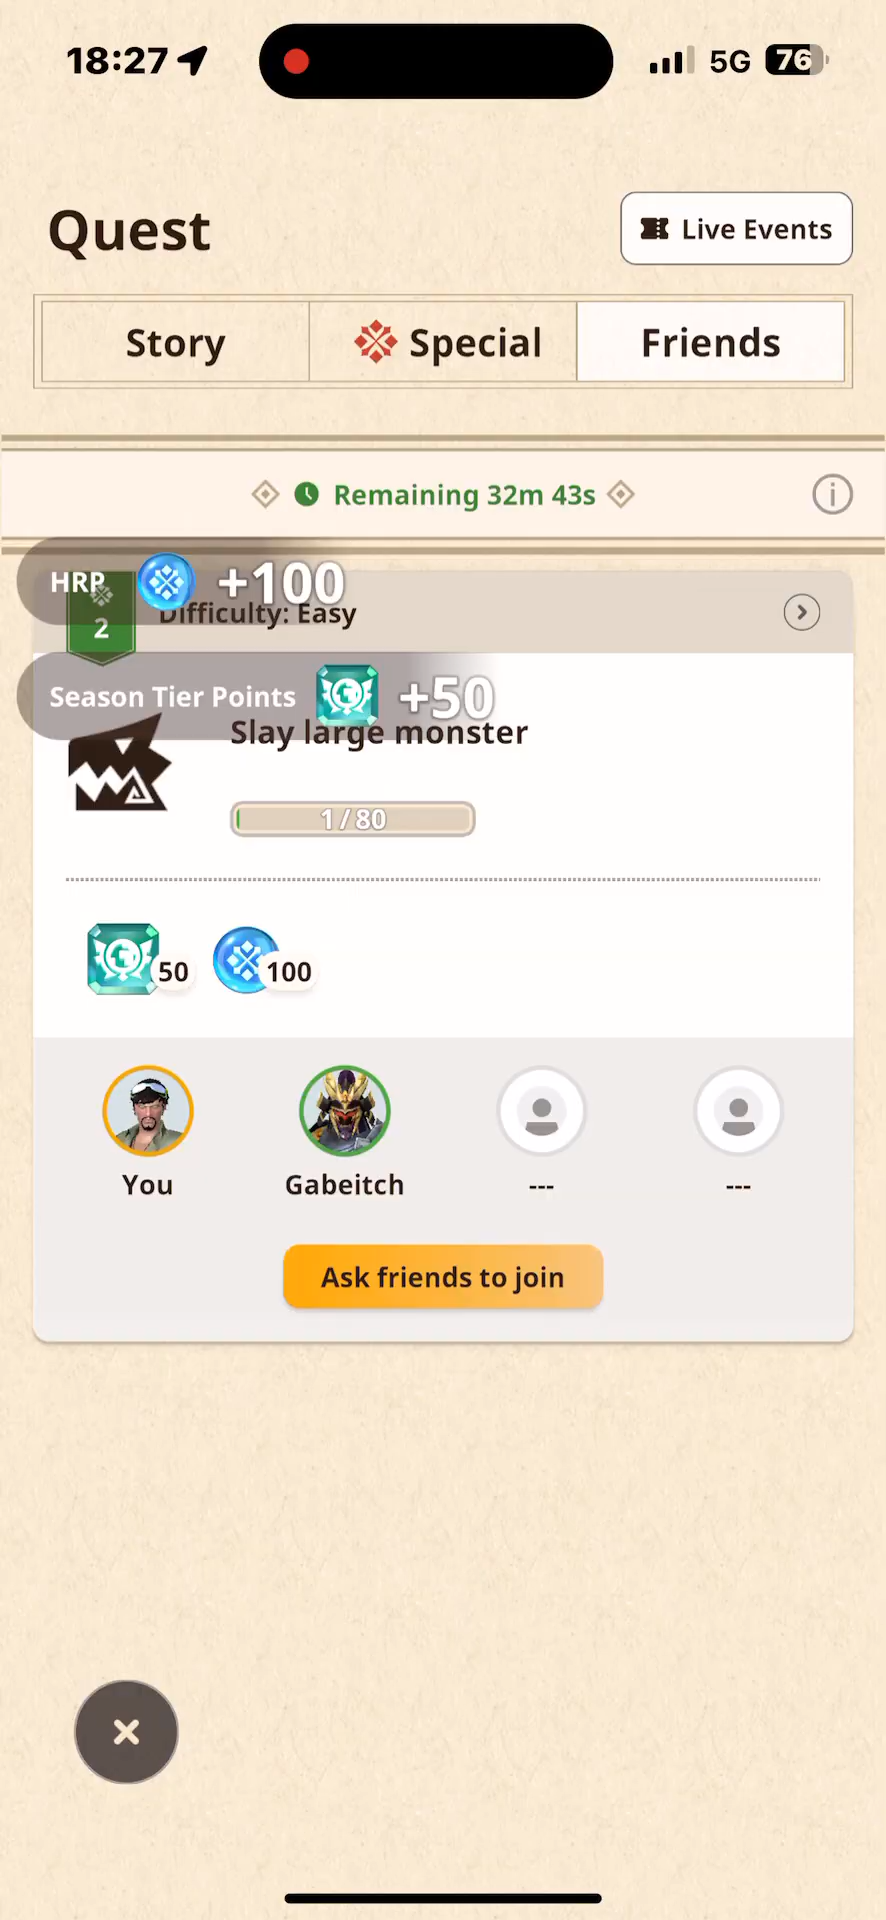 18:27
5G
76
Quest
Live Events
Story
Special
Friends
Remaining 32m 43s
HRP
+100
Difficulty: Easy
2
Season Tier Points
+50
Slay large monster
1/80
50
100
You
Gabeitch
---
---
Ask friends to join